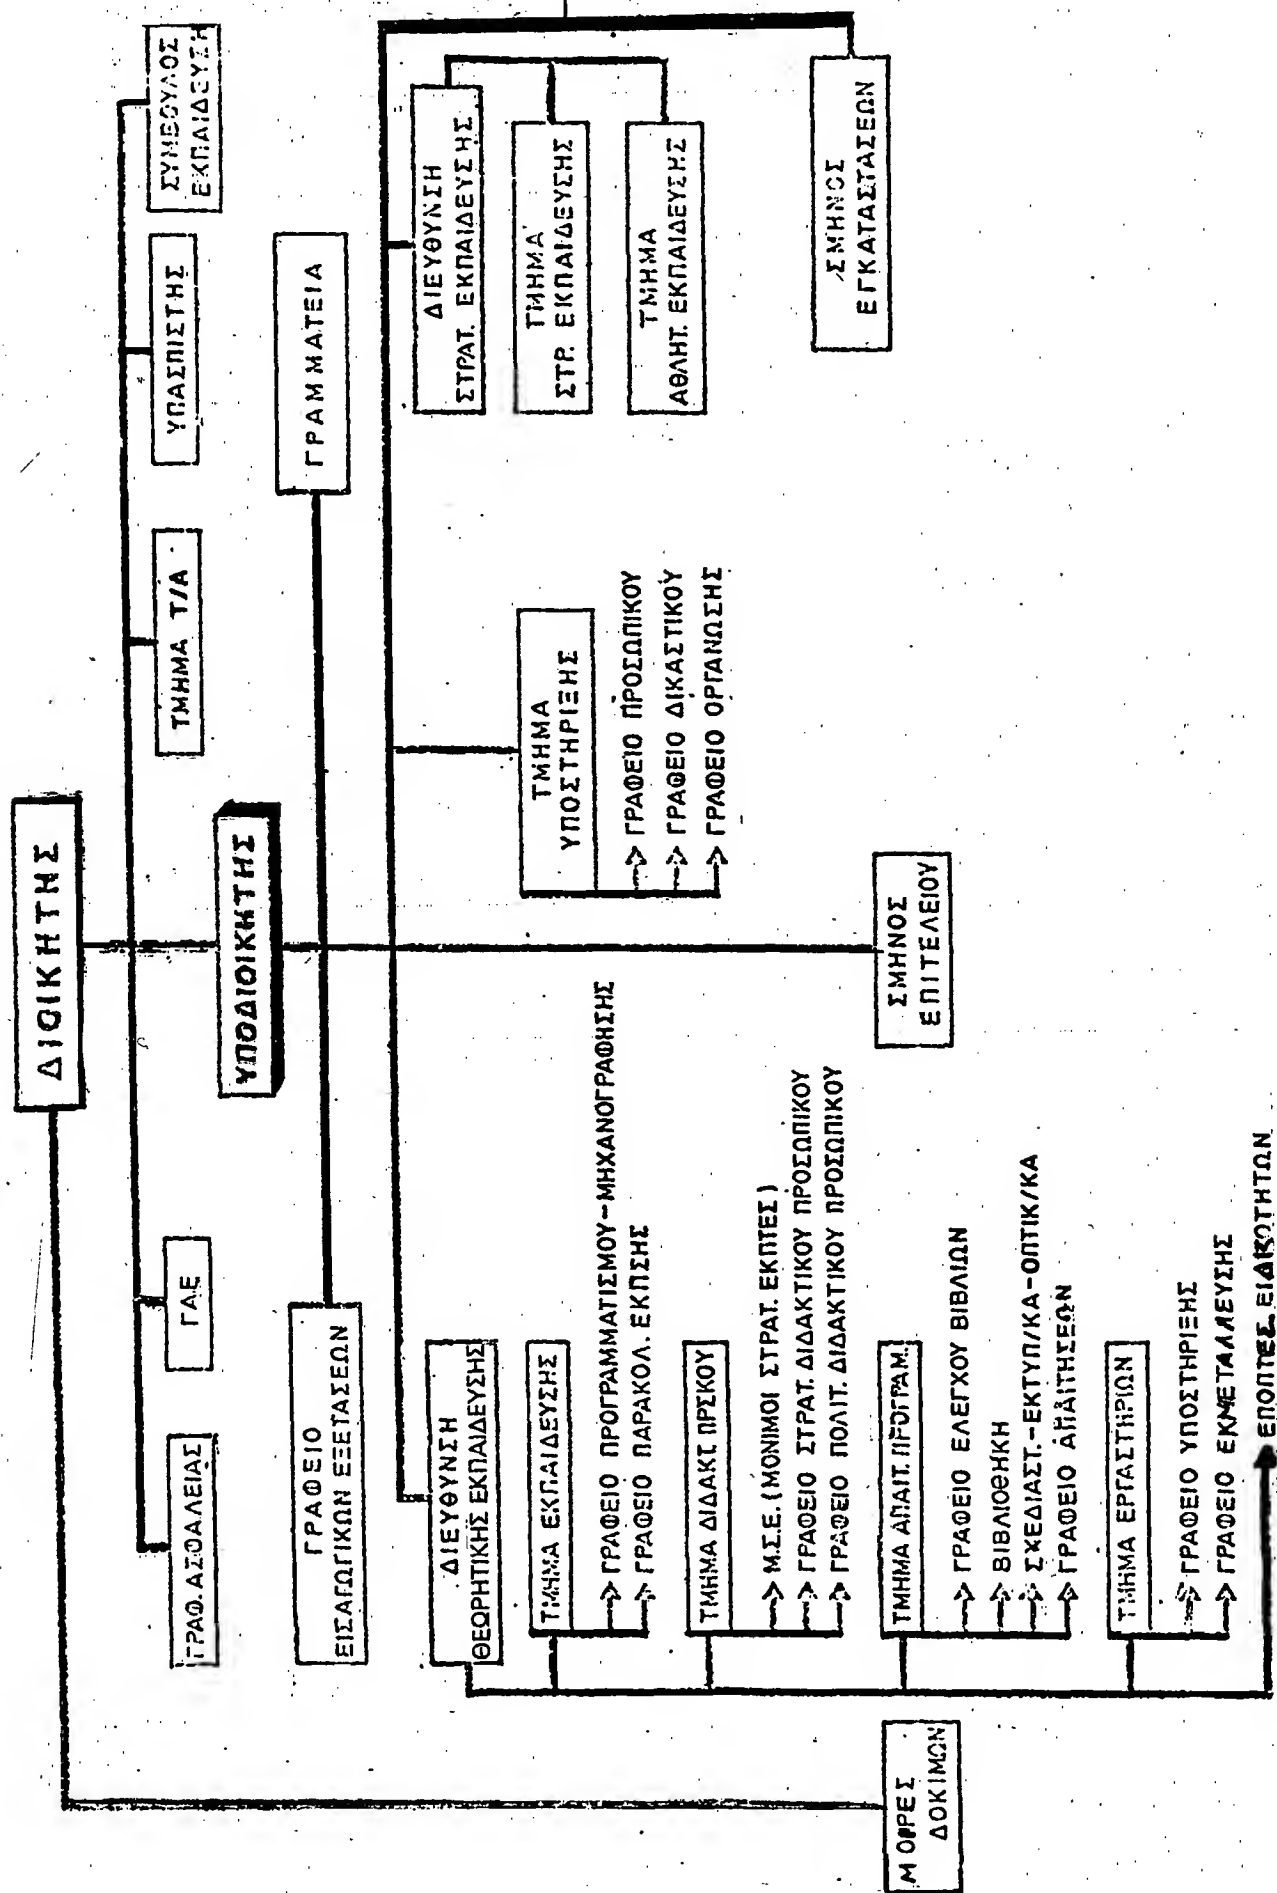 ΔΙΟΙΚΗΤΗΣ
ΓΡΑΦ. ΑΣΦΑΛΕΙΑΣ
Γ.Α.Ε
ΤΜΗΜΑ Τ/Α
ΥΠΑΣΠΙΣΤΗΣ
ΣΥΜΒΟΥΛΟΣ
ΕΚΠΑΙΔΕΥΣΗ
ΥΠΟΔΙΟΙΚΗΤΗΣ
ΓΡΑΦΕΙΟ
ΕΙΣΑΓΩΓΙΚΩΝ ΕΞΕΤΑΣΕΩΝ
ΓΡΑΜΜΑΤΕΙΑ
ΔΙΕΥΘΥΝΣΗ
ΘΕΩΡΗΤΙΚΗΣ ΕΚΠΑΙΔΕΥΣΗΣ
ΤΜΗΜΑ ΕΚΠΑΙΔΕΥΣΗΣ
ΓΡΑΦΕΙΟ ΠΡΟΓΡΑΜΜΑΤΙΣΜΟΥ-ΜΗΧΑΝΟΓΡΑΦΗΣΗΣ
ΓΡΑΦΕΙΟ ΠΑΡΑΚΟΛ. ΕΚΠΣΗΣ
ΤΜΗΜΑ ΔΙΔΑΚΤ. ΠΡΣΚΟΥ
Μ.Σ.Ε. (ΜΟΝΙΜΟΙ ΣΤΡΑΤ. ΕΚΠΤΕΣ)
ΓΡΑΦΕΙΟ ΣΤΡΑΤ. ΔΙΔΑΚΤΙΚΟΥ ΠΡΟΣΩΠΙΚΟΥ
ΓΡΑΦΕΙΟ ΠΟΛΙΤ. ΔΙΔΑΚΤΙΚΟΥ ΠΡΟΣΩΠΙΚΟΥ
ΤΜΗΜΑ ΑΠΑΙΤ. ΠΡΟΓΡΑΜ.
ΓΡΑΦΕΙΟ ΕΛΕΓΧΟΥ ΒΙΒΛΙΩΝ
ΒΙΒΛΙΟΘΗΚΗ
ΣΧΕΔΙΑΣΤ.-ΕΚΤΥΠ/ΚΑ-ΟΠΤΙΚ/ΚΑ
ΓΡΑΦΕΙΟ ΑΠΑΙΤΗΣΕΩΝ
ΤΜΗΜΑ ΕΡΓΑΣΤΗΡΙΩΝ
ΓΡΑΦΕΙΟ ΥΠΟΣΤΗΡΙΞΗΣ
ΓΡΑΦΕΙΟ ΕΚΜΕΤΑΛΛΕΥΣΗΣ
ΕΠΟΠΤΕΣ ΕΙΔΙΚΟΤΗΤΩΝ
ΤΜΗΜΑ
ΥΠΟΣΤΗΡΙΞΗΣ
ΓΡΑΦΕΙΟ ΠΡΟΣΩΠΙΚΟΥ
ΓΡΑΦΕΙΟ ΔΙΚΑΣΤΙΚΟΥ
ΓΡΑΦΕΙΟ ΟΡΓΑΝΩΣΗΣ
ΔΙΕΥΘΥΝΣΗ
ΣΤΡΑΤ. ΕΚΠΑΙΔΕΥΣΗΣ
ΤΜΗΜΑ
ΣΤΡ. ΕΚΠΑΙΔΕΥΣΗΣ
ΤΜΗΜΑ
ΑΘΛΗΤ. ΕΚΠΑΙΔΕΥΣΗΣ
ΜΟΙΡΕΣ
ΔΟΚΙΜΩΝ
ΣΜΗΝΟΣ
ΕΠΙΤΕΛΕΙΟΥ
ΣΜΗΝΟΣ
ΕΓΚΑΤΑΣΤΑΣΕΩΝ